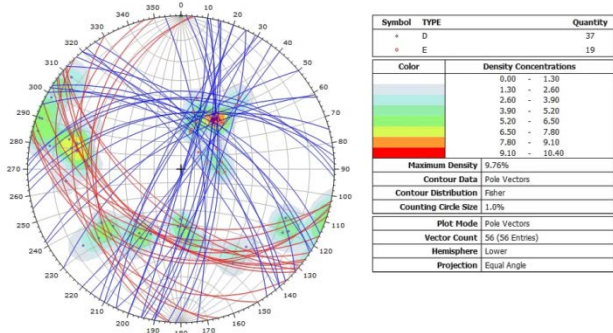 0
10
20
30
40
50
60
70
80
90
100
110
120
130
140
150
160
170
180
190
200
210
220
230
240
250
260
270
280
290
300
310
320
330
340
350
Symbol TYPE Quantity
D 37
E 19
Color Density Concentrations
0.00 - 1.30
1.30 - 2.60
2.60 - 3.90
3.90 - 5.20
5.20 - 6.50
6.50 - 7.80
7.80 - 9.10
9.10 - 10.40
Maximum Density 9.76%
Contour Data Pole Vectors
Contour Distribution Fisher
Counting Circle Size 1.0%
Plot Mode Pole Vectors
Vector Count 56 (56 Entries)
Hemisphere Lower
Projection Equal Angle